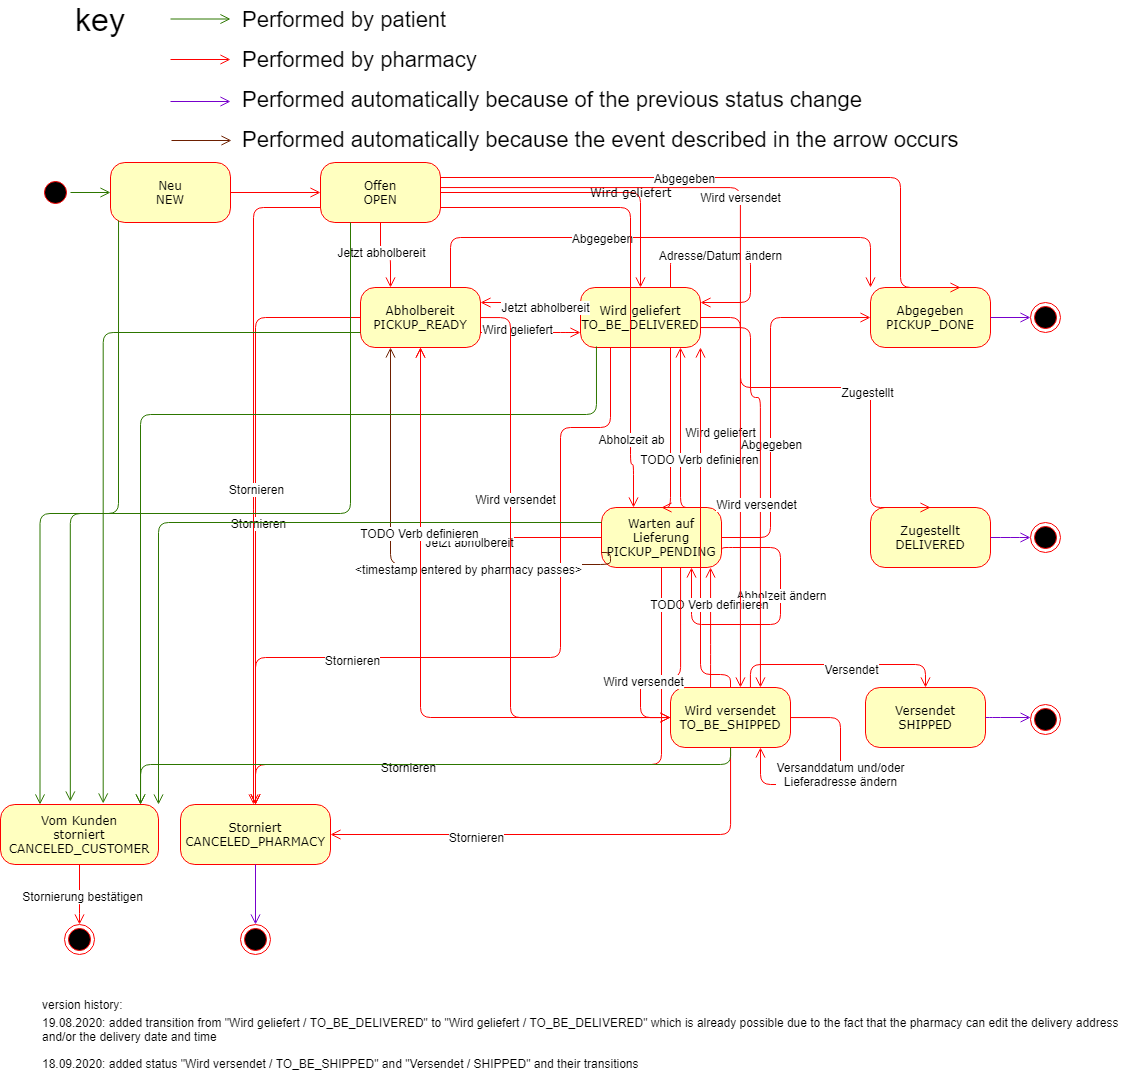 key
Performed by patient
Performed by pharmacy
Performed automatically because of the previous status change
Performed automatically because the event described in the arrow occurs
Neu
NEW
Offen
OPEN
Abgegeben
Wird geliefert
Wird versendet
Abgegeben
Jetzt abholbereit
Adresse/Datum ändern
Abholbereit
PICKUP_READY
Jetzt abholbereit
Wird geliefert
Wird geliefert
TO_BE_DELIVERED
Abgegeben
PICKUP_DONE
Zugestellt
Wird geliefert
Abholzeit ab
Abgegeben
TODO Verb definieren
Stornieren
Wird versendet
Wird versendet
Stornieren
TODO Verb definieren
Jetzt abholbereit
Warten auf
Lieferung
PICKUP_PENDING
Zugestellt
DELIVERED
<timestamp entered by pharmacy passes>
Abholzeit ändern
TODO Verb definieren
Stornieren
Versendet
Wird versendet
Wird versendet
TO_BE_SHIPPED
Versendet
SHIPPED
Stornieren
Versanddatum und/oder
Lieferadresse ändern
Vom Kunden
storniert
CANCELED_CUSTOMER
Storniert
CANCELED_PHARMACY
Stornieren
Stornierung bestätigen
version history:
19.08.2020: added transition from "Wird geliefert / TO_BE_DELIVERED" to "Wird geliefert / TO_BE_DELIVERED" which is already possible due to the fact that the pharmacy can edit the delivery address
and/or the delivery date and time
18.09.2020: added status "Wird versendet / TO_BE_SHIPPED" and "Versendet / SHIPPED" and their transitions